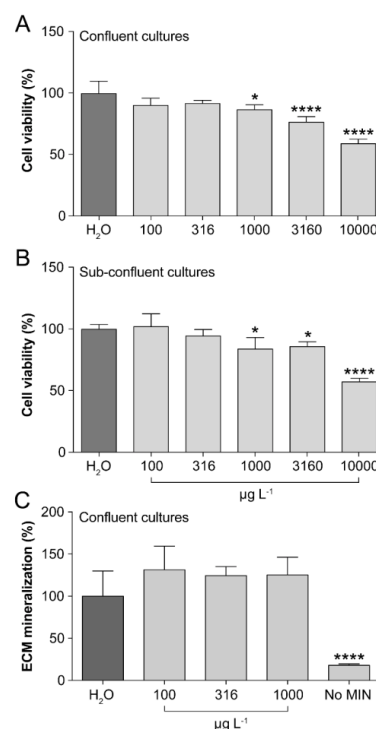 A
Confluent cultures
Cell viability (%)
150
100
50
0
*
****
****
H₂O 100 316 1000 3160 10000
B
Sub-confluent cultures
Cell viability (%)
150
100
50
0
*
*
****
H₂O 100 316 1000 3160 10000
µg L⁻¹
C
Confluent cultures
ECM mineralization (%)
200
150
100
50
0
****
H₂O 100 316 1000 No MIN
µg L⁻¹